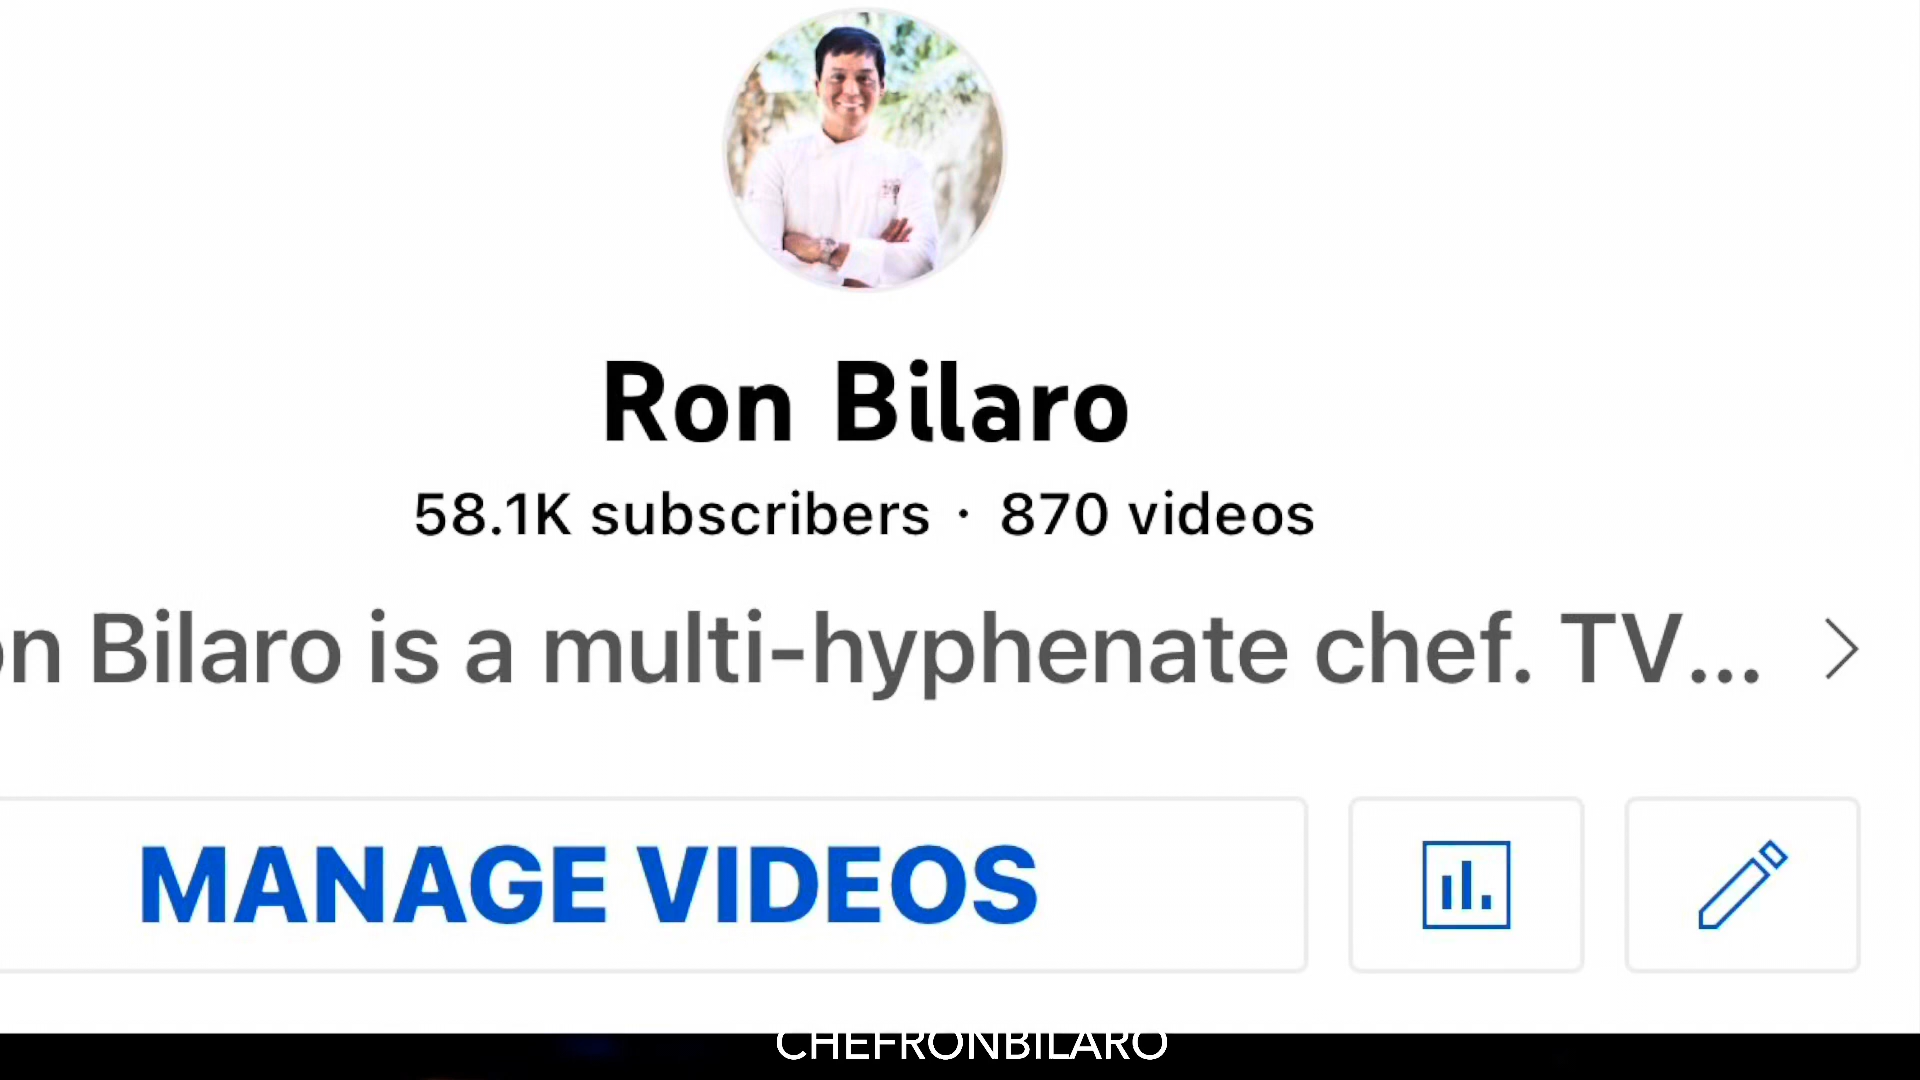 Ron Bilaro
58.1K subscribers · 870 videos
on Bilaro is a multi-hyphenate chef. TV...
MANAGE VIDEOS
CHEFRONBILARO